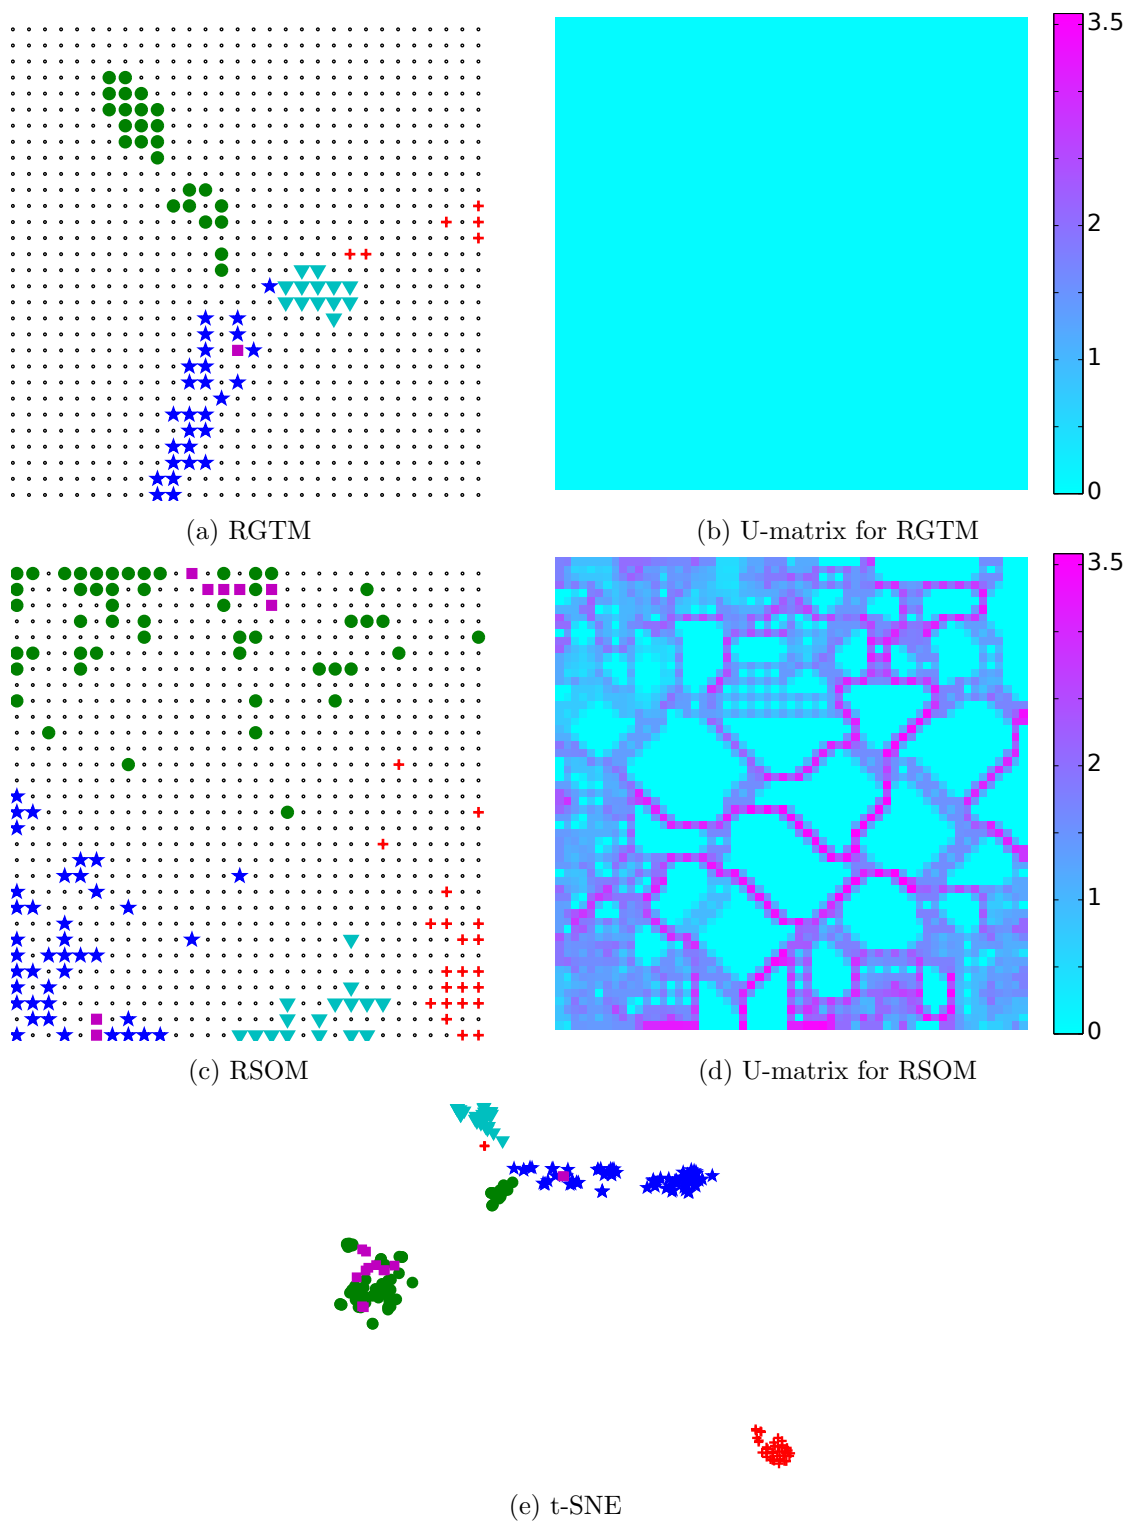 3.5
2
1
0
(a) RGTM
(b) U-matrix for RGTM
3.5
2
1
0
(c) RSOM
(d) U-matrix for RSOM
(e) t-SNE